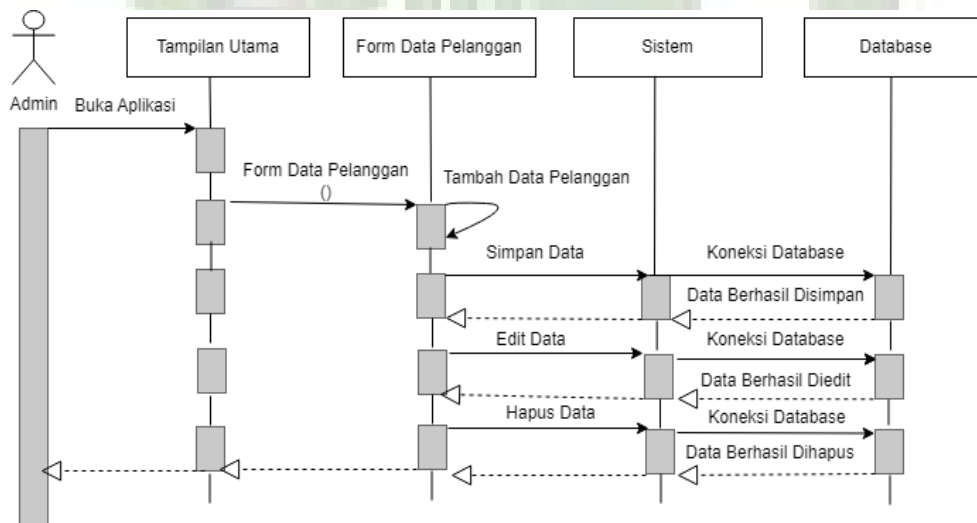 Tampilan Utama
Form Data Pelanggan
Sistem
Database
Admin
Buka Aplikasi
Form Data Pelanggan
()
Tambah Data Pelanggan
Simpan Data
Koneksi Database
Data Berhasil Disimpan
Edit Data
Koneksi Database
Data Berhasil Diedit
Hapus Data
Koneksi Database
Data Berhasil Dihapus